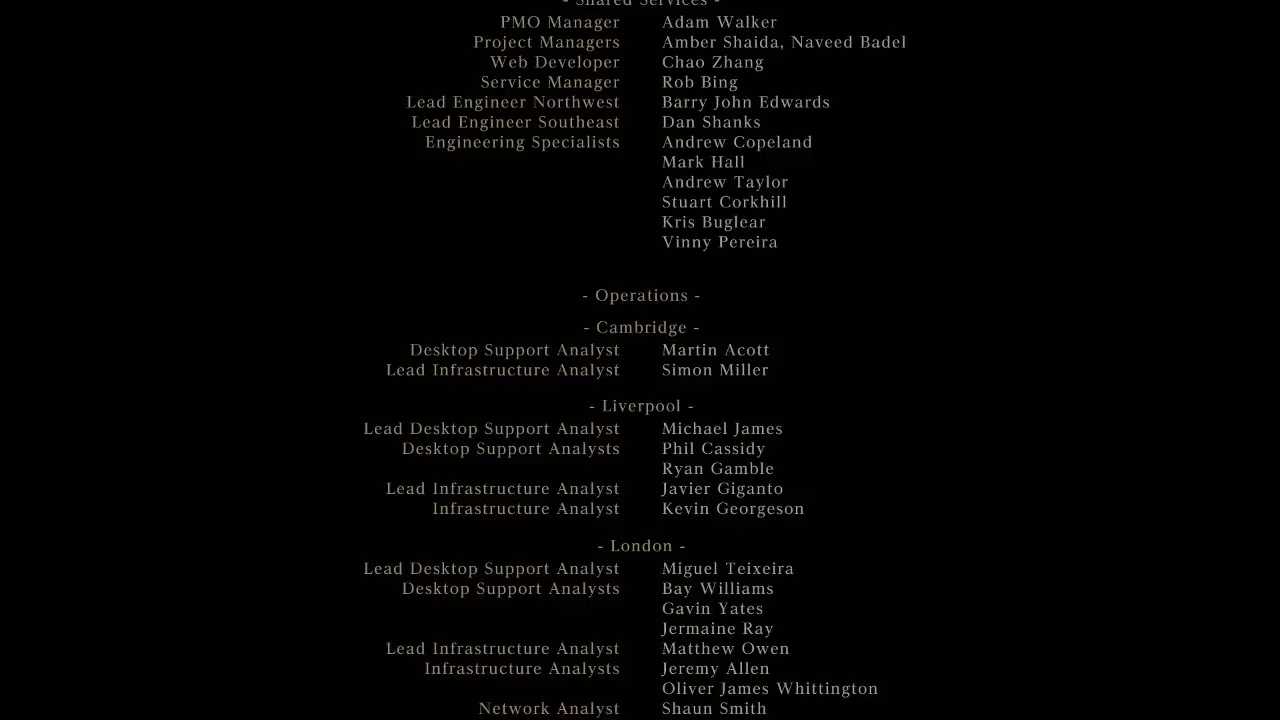 - Shared Services -
PMO Manager Adam Walker
Project Managers Amber Shaida, Naveed Badel
Web Developer Chao Zhang
Service Manager Rob Bing
Lead Engineer Northwest Barry John Edwards
Lead Engineer Southeast Dan Shanks
Engineering Specialists Andrew Copeland
Mark Hall
Andrew Taylor
Stuart Corkhill
Kris Buglear
Vinny Pereira
- Operations -
- Cambridge -
Desktop Support Analyst Martin Acott
Lead Infrastructure Analyst Simon Miller
- Liverpool -
Lead Desktop Support Analyst Michael James
Desktop Support Analysts Phil Cassidy
Ryan Gamble
Lead Infrastructure Analyst Javier Giganto
Infrastructure Analyst Kevin Georgeson
- London -
Lead Desktop Support Analyst Miguel Teixeira
Desktop Support Analysts Bay Williams
Gavin Yates
Jermaine Ray
Lead Infrastructure Analyst Matthew Owen
Infrastructure Analysts Jeremy Allen
Oliver James Whittington
Network Analyst Shaun Smith